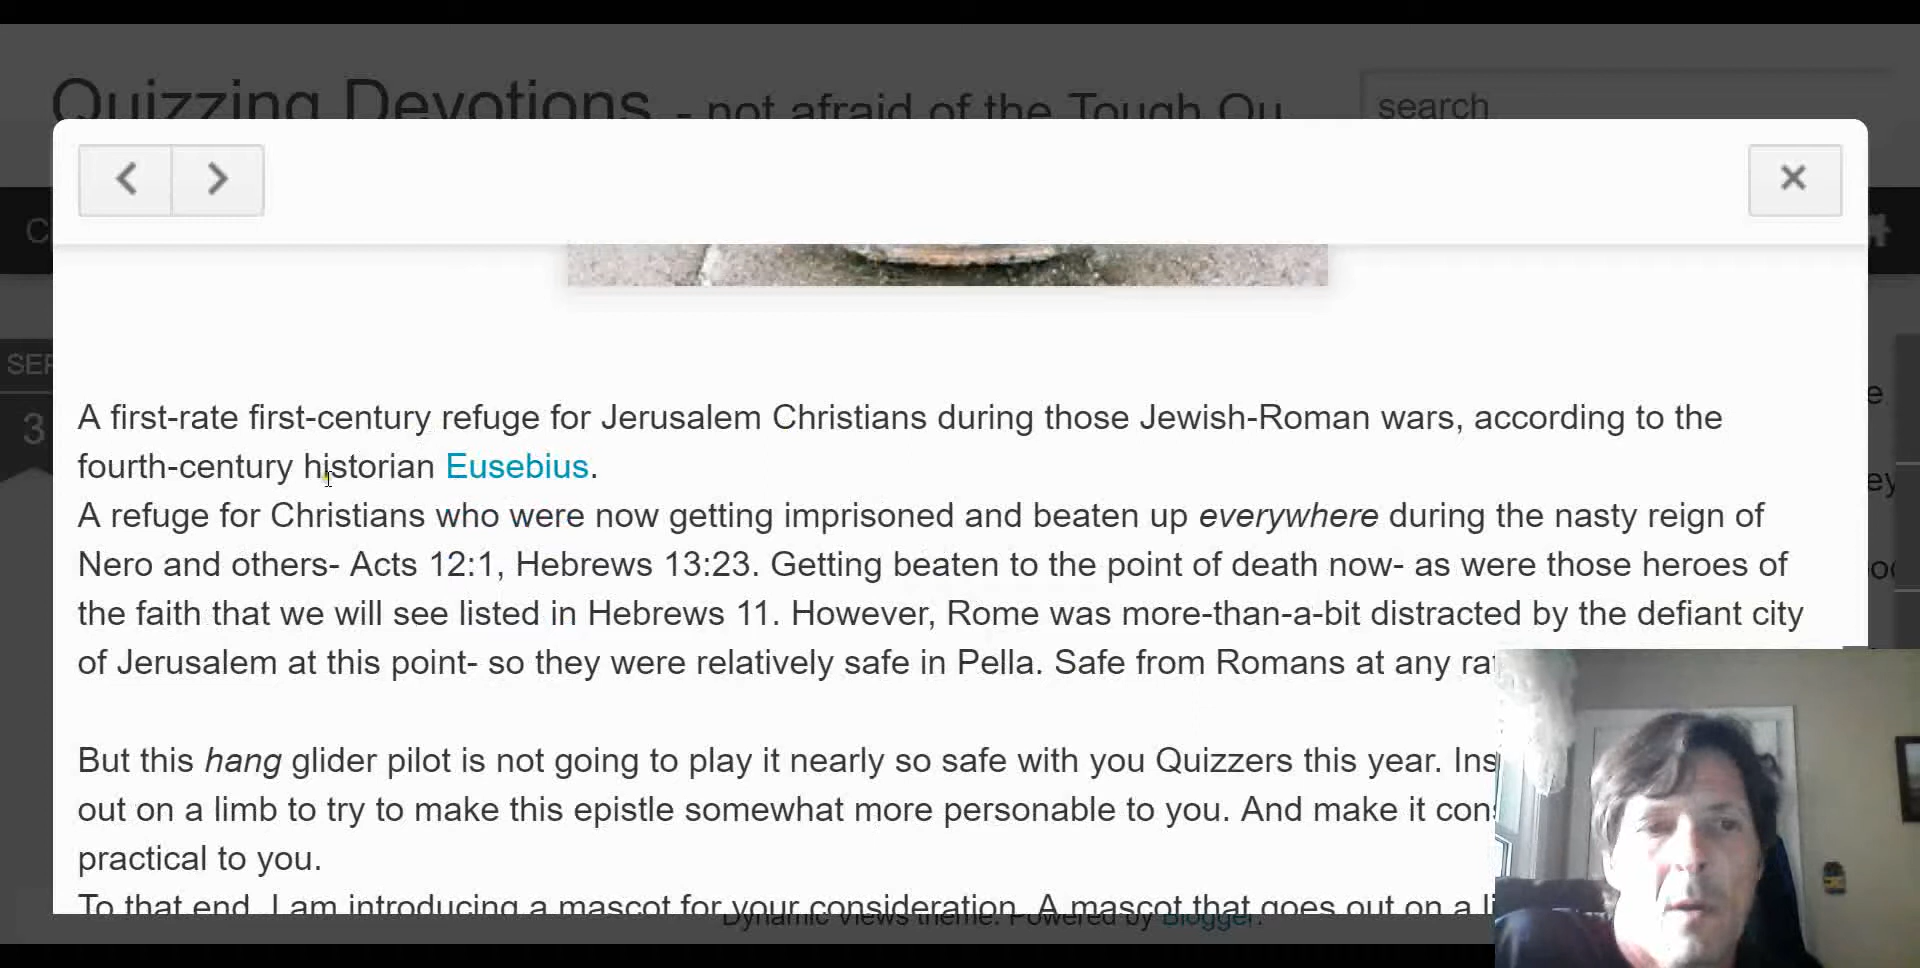 Quizzing Devotions - not afraid of the Tough Qu
search
SEP
3
A first-rate first-century refuge for Jerusalem Christians during those Jewish-Roman wars, according to the
fourth-century historian Eusebius.
A refuge for Christians who were now getting imprisoned and beaten up everywhere during the nasty reign of
Nero and others- Acts 12:1, Hebrews 13:23. Getting beaten to the point of death now- as were those heroes of
the faith that we will see listed in Hebrews 11. However, Rome was more-than-a-bit distracted by the defiant city
of Jerusalem at this point- so they were relatively safe in Pella. Safe from Romans at any
But this hang glider pilot is not going to play it nearly so safe with you Quizzers this year.
out on a limb to try to make this epistle somewhat more personable to you. And make it
practical to you.
To that end, I am introducing a mascot for your consideration. A mascot that goes out on a
Dynamic Views theme. Powered by Blogger.